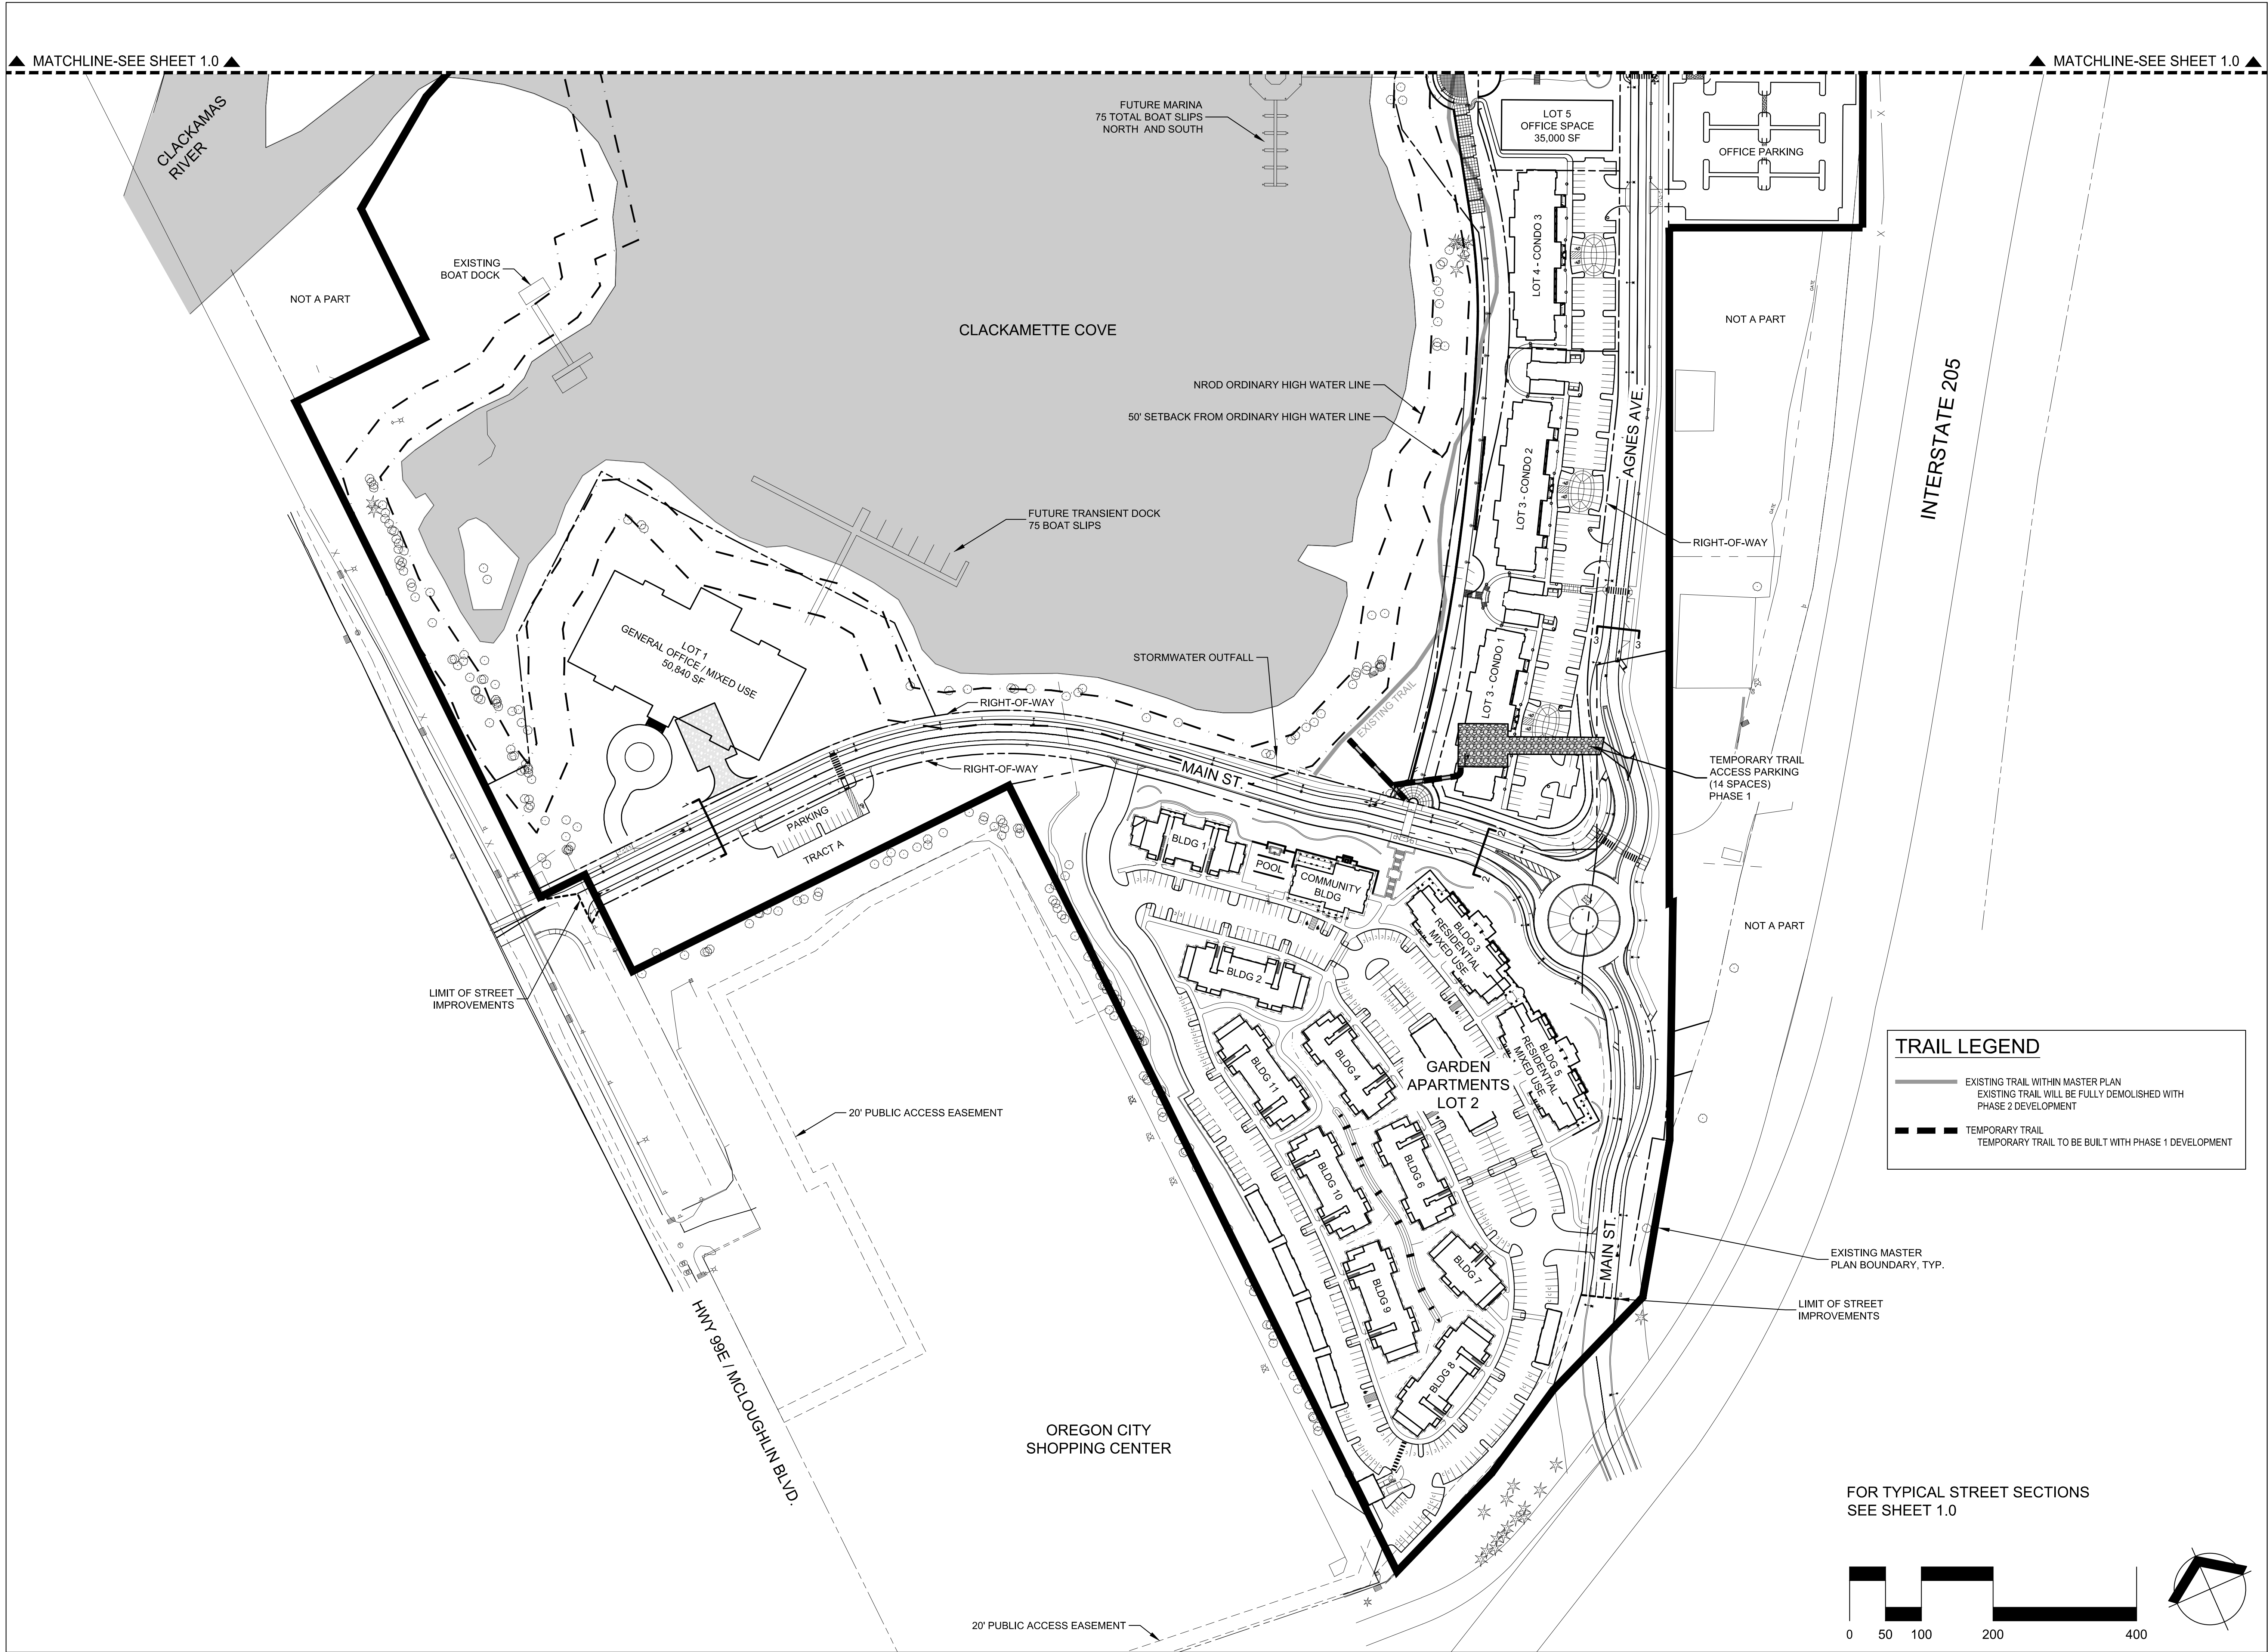 MATCHLINE-SEE SHEET 1.0
MATCHLINE-SEE SHEET 1.0
CLACKAMAS
RIVER
FUTURE MARINA
75 TOTAL BOAT SLIPS
NORTH AND SOUTH
LOT 5
OFFICE SPACE
35,000 SF
OFFICE PARKING
EXISTING
BOAT DOCK
NOT A PART
LOT 4 - CONDO 3
NOT A PART
CLACKAMETTE COVE
NROD ORDINARY HIGH WATER LINE
50' SETBACK FROM ORDINARY HIGH WATER LINE
AGNES AVE.
INTERSTATE 205
LOT 3 - CONDO 2
FUTURE TRANSIENT DOCK
75 BOAT SLIPS
RIGHT-OF-WAY
GATE
GATE
LOT 1
GENERAL OFFICE / MIXED USE
50,840 SF
STORMWATER OUTFALL
LOT 3 - CONDO 1
3
3
EXISTING TRAIL
RIGHT-OF-WAY
RIGHT-OF-WAY
MAIN ST.
TEMPORARY TRAIL
ACCESS PARKING
(14 SPACES)
PHASE 1
PARKING
TRACT A
1
1
2
2
BLDG 1
POOL
COMMUNITY
BLDG
BLDG 3
RESIDENTIAL
MIXED USE
NOT A PART
BLDG 2
LIMIT OF STREET
IMPROVEMENTS
BLDG 11
BLDG 4
BLDG 5
RESIDENTIAL
MIXED USE
GARDEN
APARTMENTS
LOT 2
TRAIL LEGEND
EXISTING TRAIL WITHIN MASTER PLAN
EXISTING TRAIL WILL BE FULLY DEMOLISHED WITH
PHASE 2 DEVELOPMENT
TEMPORARY TRAIL
TEMPORARY TRAIL TO BE BUILT WITH PHASE 1 DEVELOPMENT
20' PUBLIC ACCESS EASEMENT
BLDG 10
BLDG 6
BLDG 7
MAIN ST.
EXISTING MASTER
PLAN BOUNDARY, TYP.
BLDG 9
LIMIT OF STREET
IMPROVEMENTS
BLDG 8
HWY 99E / MCLOUGHLIN BLVD.
OREGON CITY
SHOPPING CENTER
FOR TYPICAL STREET SECTIONS
SEE SHEET 1.0
20' PUBLIC ACCESS EASEMENT
0 50 100 200 400